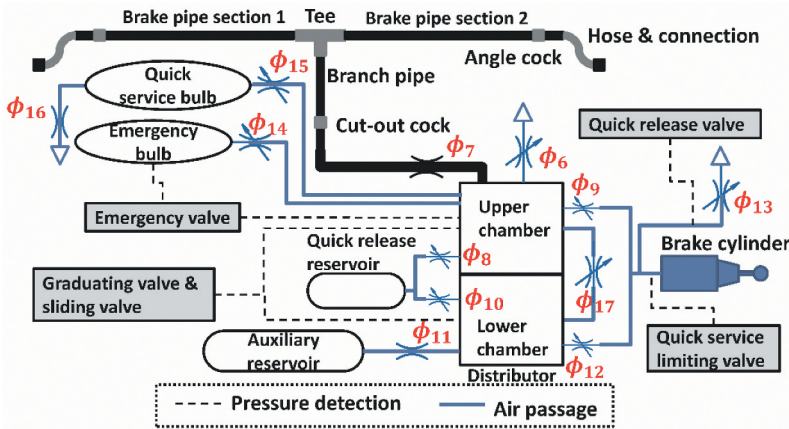 Brake pipe section 1
Tee
Brake pipe section 2
Hose & connection
Angle cock
Quick
service bulb
ϕ15
Branch pipe
ϕ16
Emergency
bulb
ϕ14
Cut-out cock
ϕ7
ϕ6
Quick release valve
ϕ9
ϕ13
Emergency valve
Upper
chamber
Quick release
reservoir
ϕ8
Brake cylinder
Graduating valve &
sliding valve
ϕ10
ϕ17
Auxiliary
reservoir
ϕ11
Lower
chamber
ϕ12
Quick service
limiting valve
Distributor
Pressure detection
Air passage